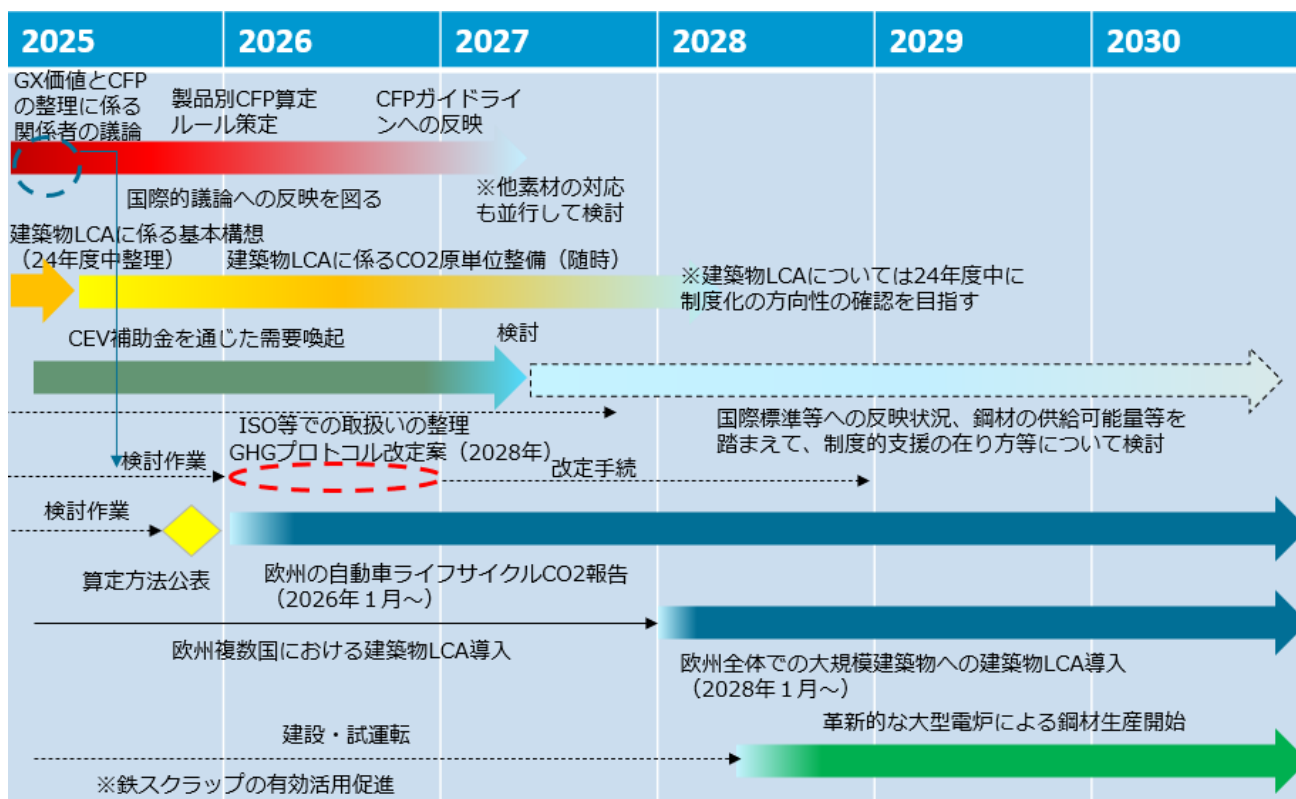 2025 2026 2027 2028 2029 2030
GX価値とCFP
の整理に係る
関係者の議論
製品別CFP算定
ルール策定
CFPガイドライ
ンへの反映
国際的議論への反映を図る
※他素材の対応
も並行して検討
建築物LCAに係る基本構想
（24年度中整理）
建築物LCAに係るCO2原単位整備（随時）
※建築物LCAについては24年度中に
制度化の方向性の確認を目指す
CEV補助金を通じた需要喚起
検討
ISO等での取扱いの整理
GHGプロトコル改定案（2028年）
国際標準等への反映状況、鋼材の供給可能量等を
踏まえて、制度的支援の在り方等について検討
検討作業
改定手続
検討作業
算定方法公表
欧州の自動車ライフサイクルCO2報告
（2026年１月～）
欧州複数国における建築物LCA導入
欧州全体での大規模建築物への建築物LCA導入
（2028年１月～）
建設・試運転
革新的な大型電炉による鋼材生産開始
※鉄スクラップの有効活用促進